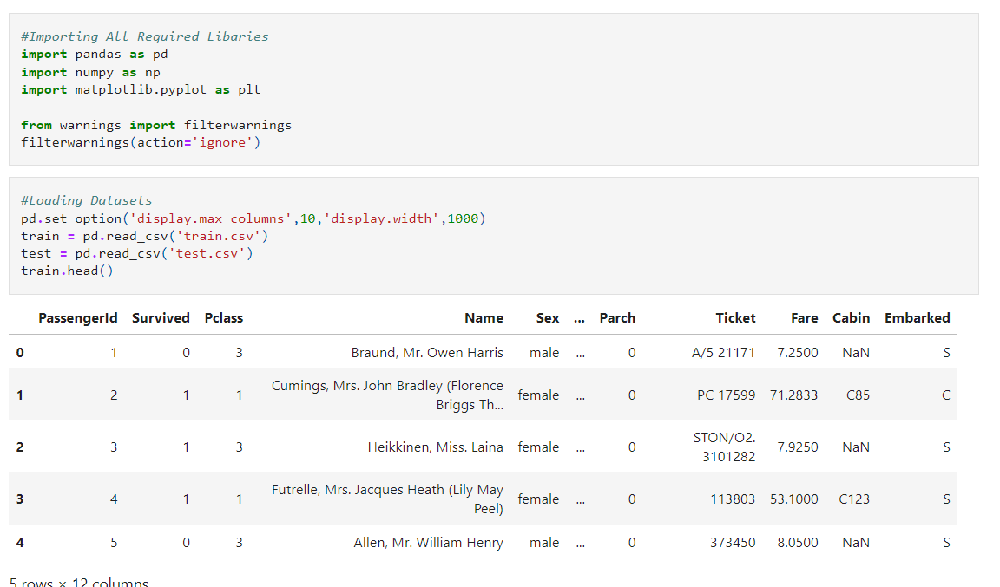 #Importing All Required Libaries
import pandas as pd
import numpy as np
import matplotlib.pyplot as plt
from warnings import filterwarnings
filterwarnings(action='ignore')
#Loading Datasets
pd.set_option('display.max_columns',10,'display.width',1000)
train = pd.read_csv('train.csv')
test = pd.read_csv('test.csv')
train.head()
PassengerId Survived Pclass Name Sex ... Parch Ticket Fare Cabin Embarked
0 1 0 3 Braund, Mr. Owen Harris male ... 0 A/5 21171 7.2500 NaN S
Cumings, Mrs. John Bradley (Florence
1 2 1 1 Briggs Th... female ... 0 PC 17599 71.2833 C85 C
2 3 1 3 Heikkinen, Miss. Laina female ... 0 STON/O2. 7.9250 NaN S
3101282
Futrelle, Mrs. Jacques Heath (Lily May
3 4 1 1 Peel) female ... 0 113803 53.1000 C123 S
4 5 0 3 Allen, Mr. William Henry male ... 0 373450 8.0500 NaN S
5 rows × 12 columns